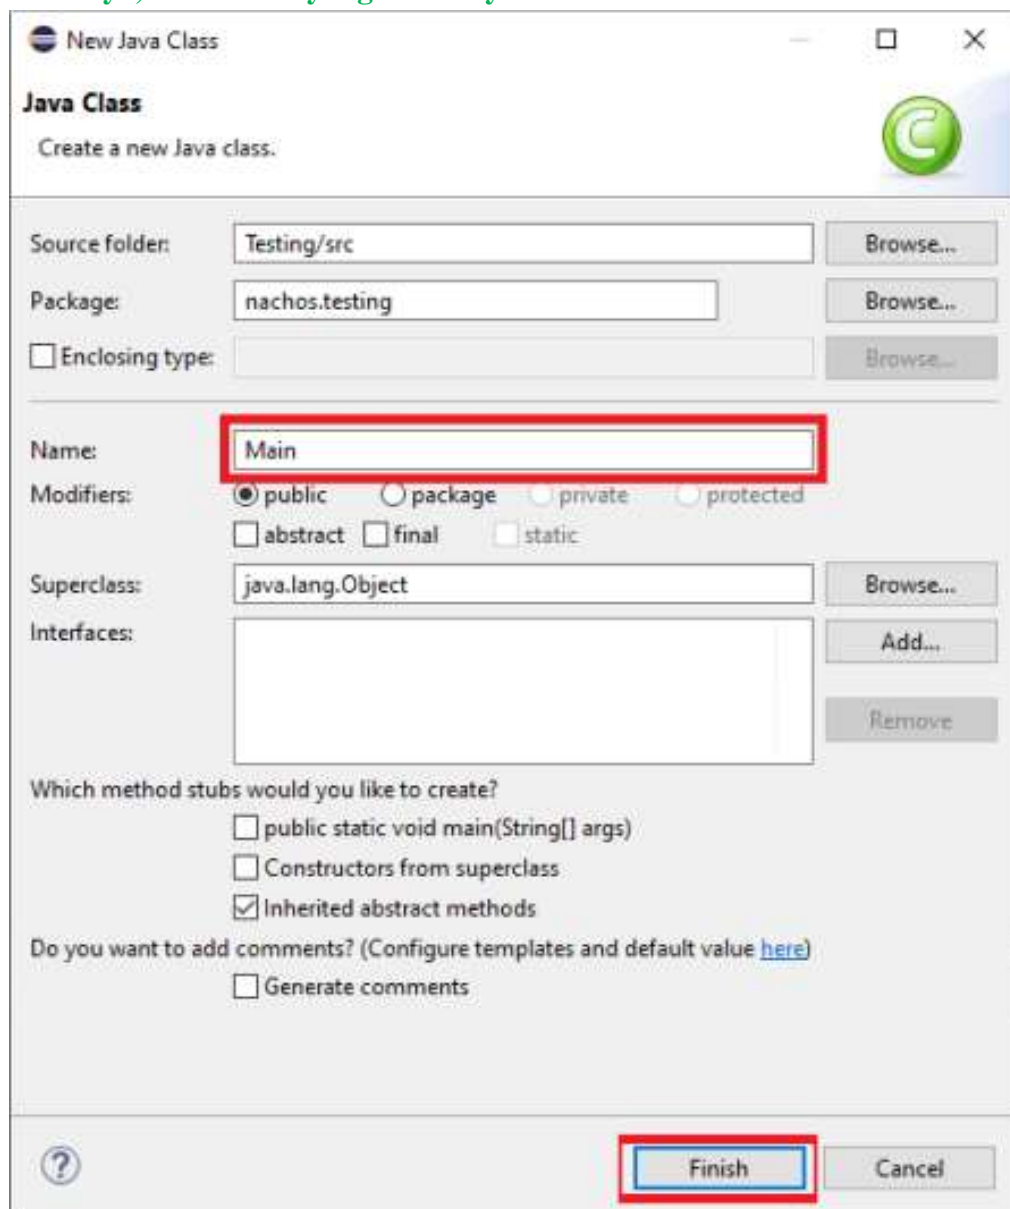 New Java Class
Java Class
Create a new Java class.
C
Source folder: Testing/src Browse...
Package: nachos.testing Browse...
Enclosing type: Browse...
Name: Main
Modifiers: public package private protected
abstract final static
Superclass: java.lang.Object Browse...
Interfaces: Add...
Remove
Which method stubs would you like to create?
public static void main(String[] args)
Constructors from superclass
Inherited abstract methods
Do you want to add comments? (Configure templates and default value here)
Generate comments
? Finish Cancel